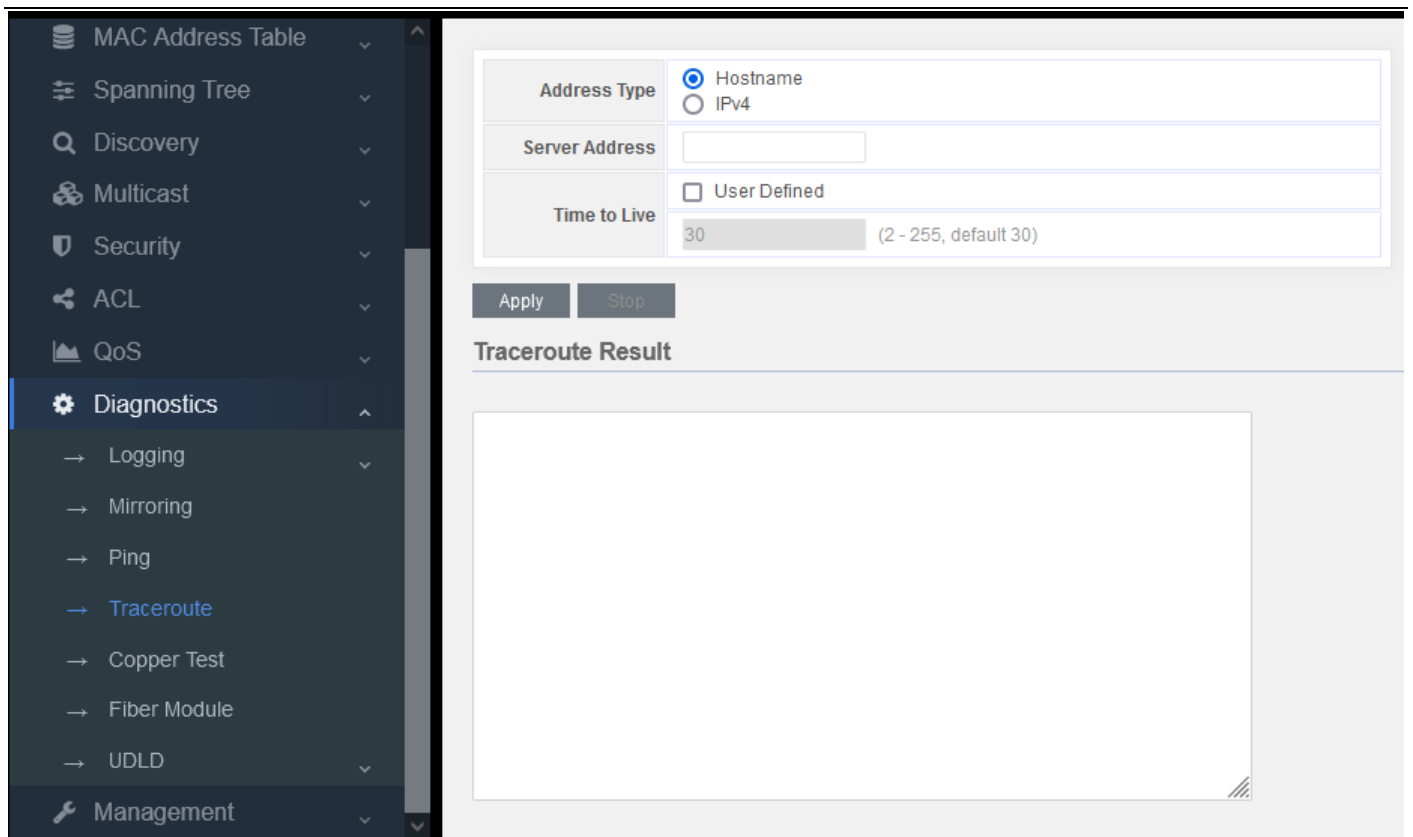 MAC Address Table
Spanning Tree
Discovery
Multicast
Security
ACL
QoS
Diagnostics
→ Logging
→ Mirroring
→ Ping
→ Traceroute
→ Copper Test
→ Fiber Module
→ UDLD
Management
Address Type
Hostname
IPv4
Server Address
Time to Live
User Defined
30 (2 - 255, default 30)
Apply Stop
Traceroute Result